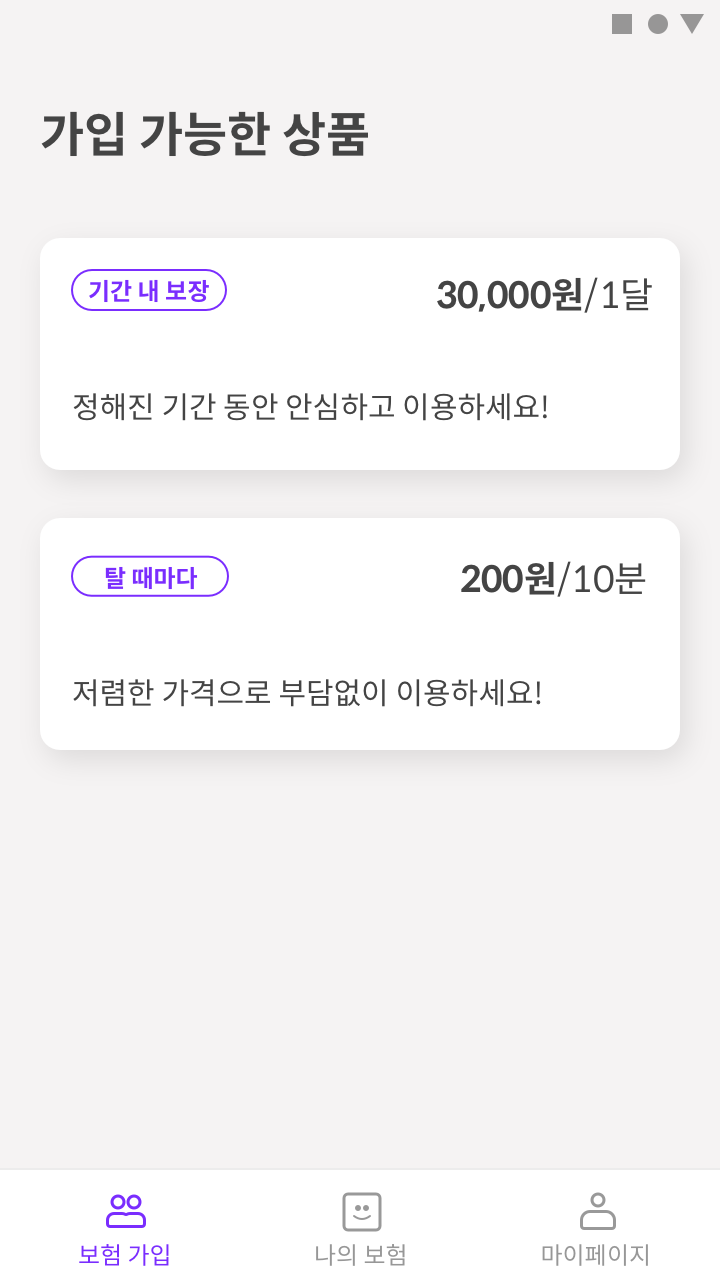 가입 가능한 상품
기간 내 보장
30,000원/1달
정해진 기간 동안 안심하고 이용하세요!
탈 때마다
200원/10분
저렴한 가격으로 부담없이 이용하세요!
보험 가입
나의 보험
마이페이지